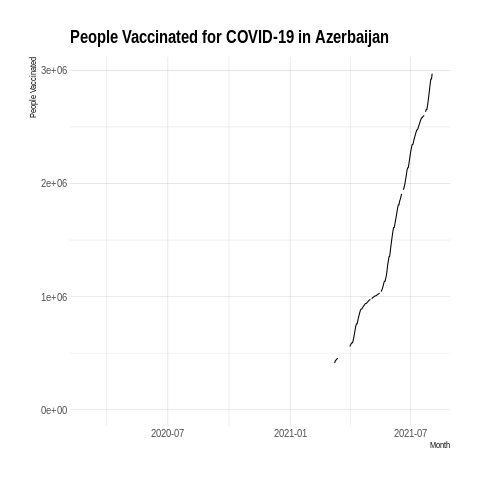 People Vaccinated for COVID-19 in Azerbaijan
People Vaccinated
3e+06
2e+06
1e+06
0e+00
2020-07 2021-01 2021-07
Month